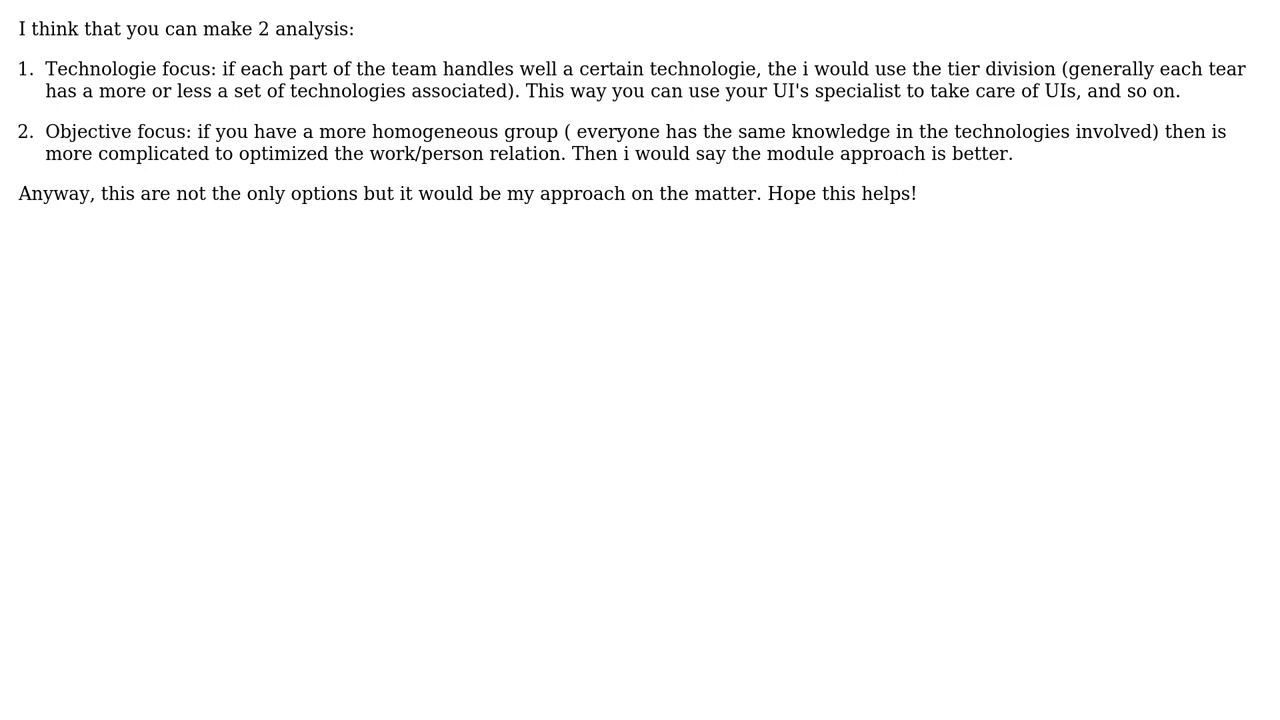 I think that you can make 2 analysis:
1. Technologie focus: if each part of the team handles well a certain technologie, the i would use the tier division (generally each tear
has a more or less a set of technologies associated). This way you can use your UI's specialist to take care of UIs, and so on.
2. Objective focus: if you have a more homogeneous group ( everyone has the same knowledge in the technologies involved) then is
more complicated to optimized the work/person relation. Then i would say the module approach is better.
Anyway, this are not the only options but it would be my approach on the matter. Hope this helps!